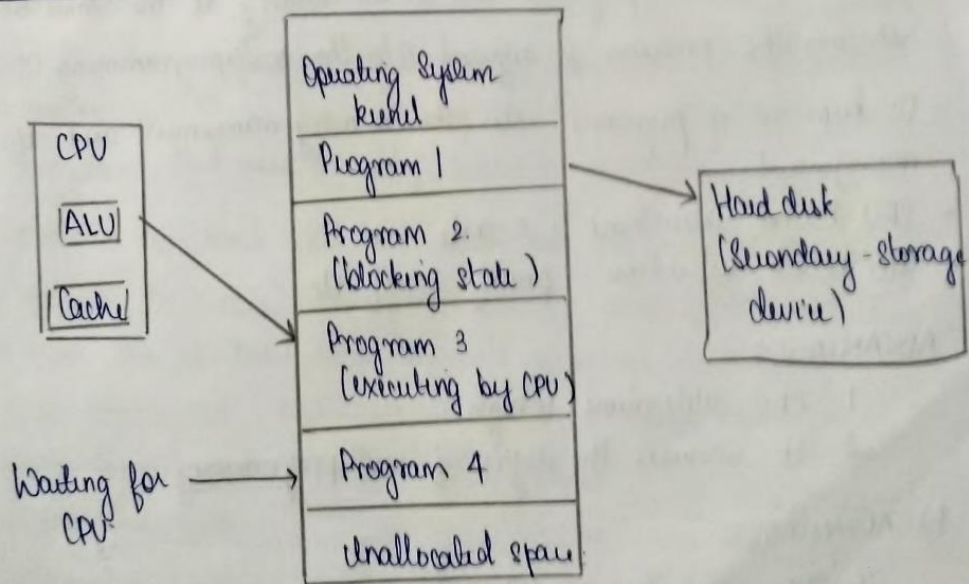 CPU
ALU
Cache
Operating System
kernel
Program 1
Program 2
(blocking state)
Program 3
(executing by CPU)
Program 4
Unallocated space
Waiting for
CPU
Hard disk
(Secondary-storage
device)